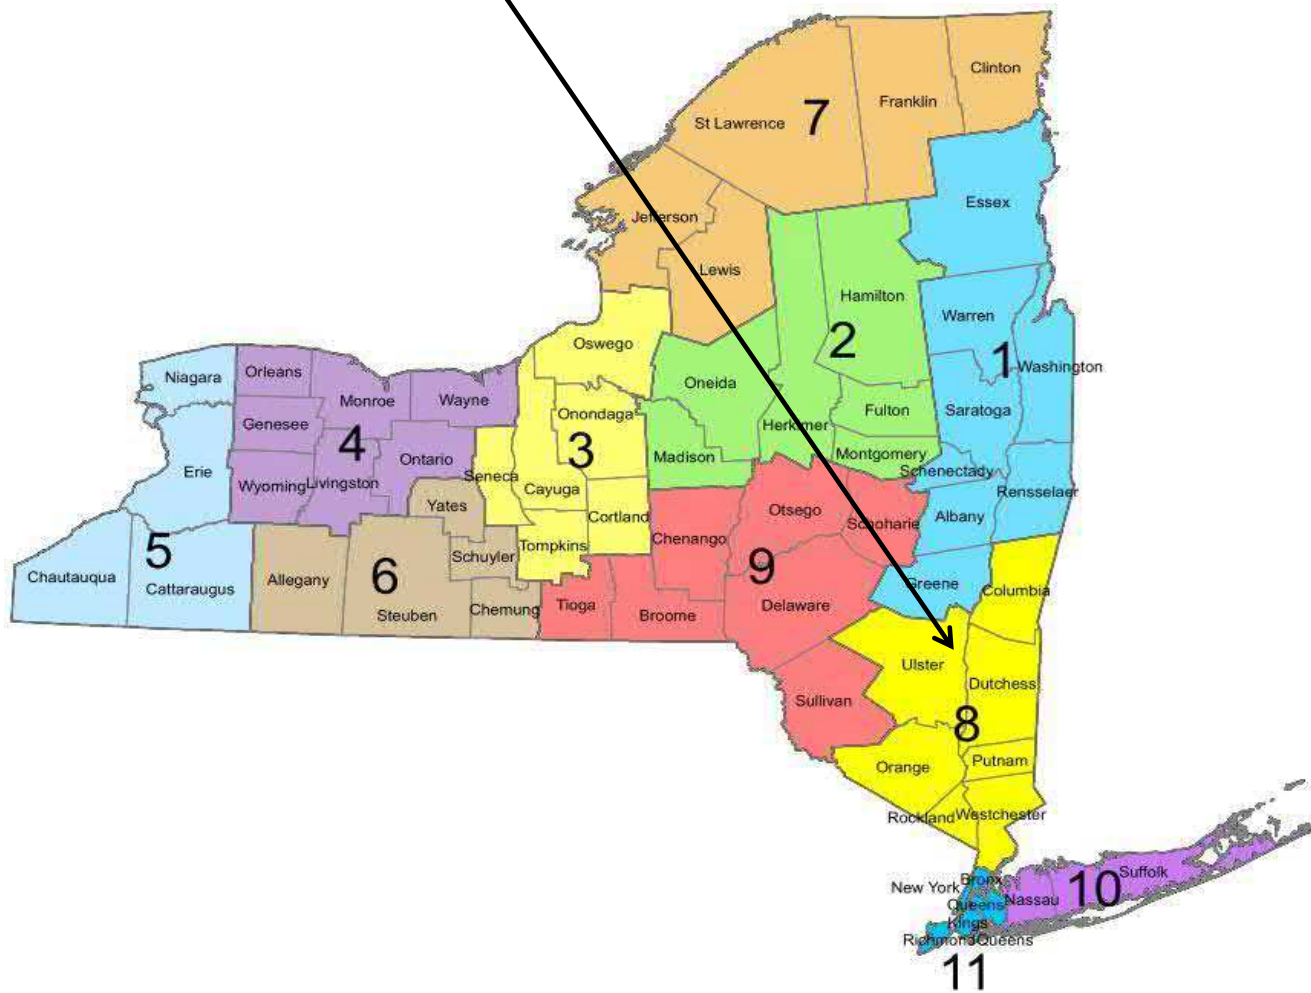 Clinton
Franklin
St Lawrence
7
Essex
Jefferson
Lewis
Hamilton
Warren
2
Oswego
1
Washington
Niagara
Orleans
Oneida
Monroe
Wayne
Saratoga
Fulton
Onondaga
Genesee
Herkimer
4
3
Montgomery
Madison
Ontario
Erie
Schenectady
Seneca
Wyoming
Livingston
Cayuga
Rensselaer
Yates
Otsego
Cortland
Albany
Schoharie
Chenango
Tompkins
5
Schuyler
9
6
Chautauqua
Allegany
Greene
Cattaraugus
Columbia
Tioga
Delaware
Chemung
Steuben
Broome
Ulster
Dutchess
Sullivan
8
Putnam
Orange
Rockland
Westchester
Suffolk
Bronx
New York
10
Nassau
Queens
Kings
Richmond
Queens
11